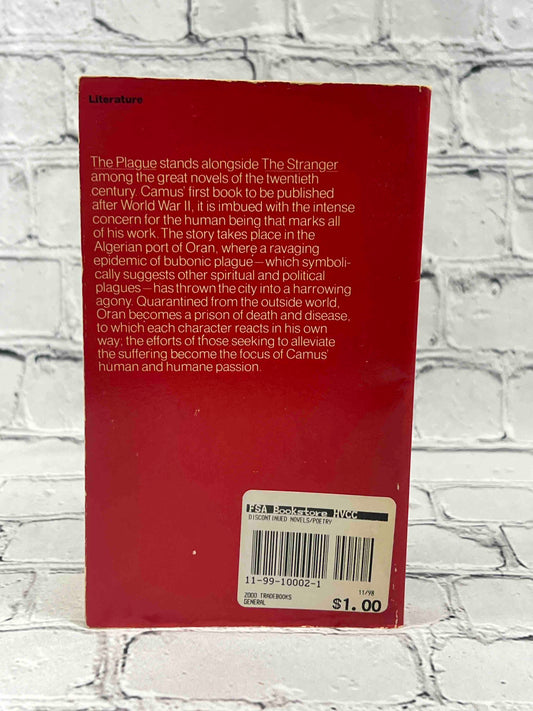 Literature
The Plague stands alongside The Stranger
among the great novels of the twentieth
century. Camus' first book to be published
after World War II, it is imbued with the intense
concern for the human being that marks all
of his work. The story takes place in the
Algerian port of Oran, where a ravaging
epidemic of bubonic plague—which symboli-
cally suggests other spiritual and political
plagues—has thrown the city into a harrowing
agony. Quarantined from the outside world,
Oran becomes a prison of death and disease,
to which each character reacts in his own
way; the efforts of those seeking to alleviate
the suffering become the focus of Camus'
human and humane passion.
FSA Bookstore HVCC
DISCONTINUED NOVELS/POETRY
11-99-10002-1
11/98
2000 TRADEBOOKS
GENERAL
$1.00